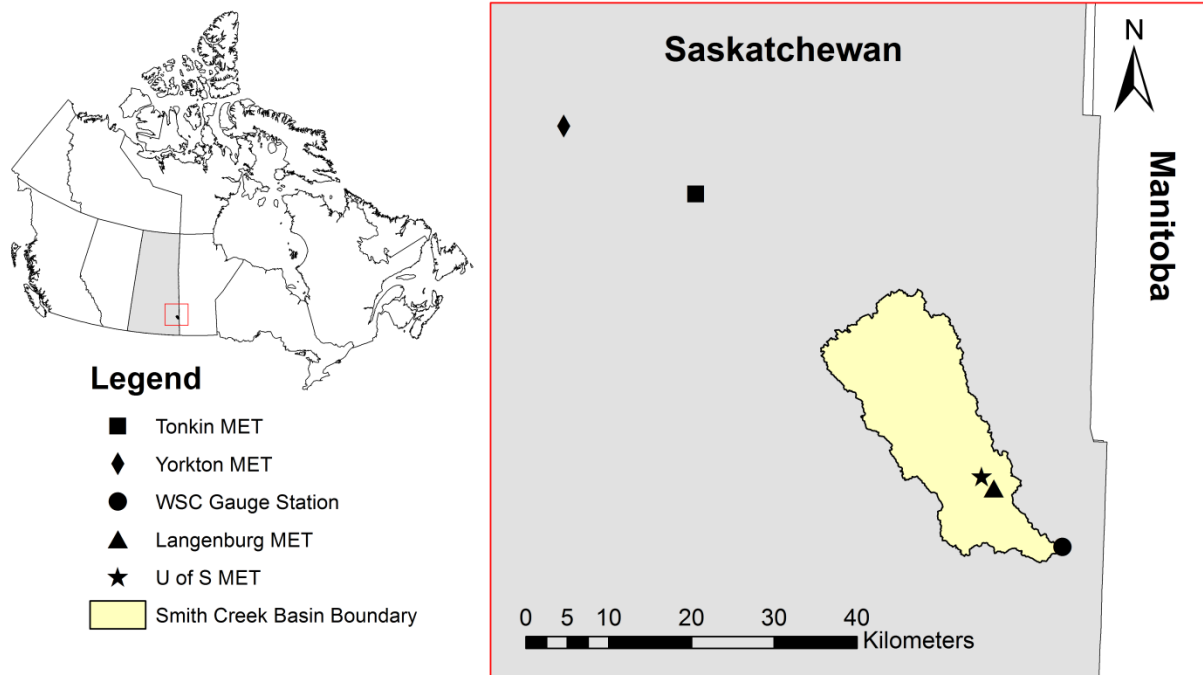 Saskatchewan
N
Manitoba
Legend
Tonkin MET
Yorkton MET
WSC Gauge Station
Langenburg MET
U of S MET
Smith Creek Basin Boundary
0 5 10 20 30 40
Kilometers